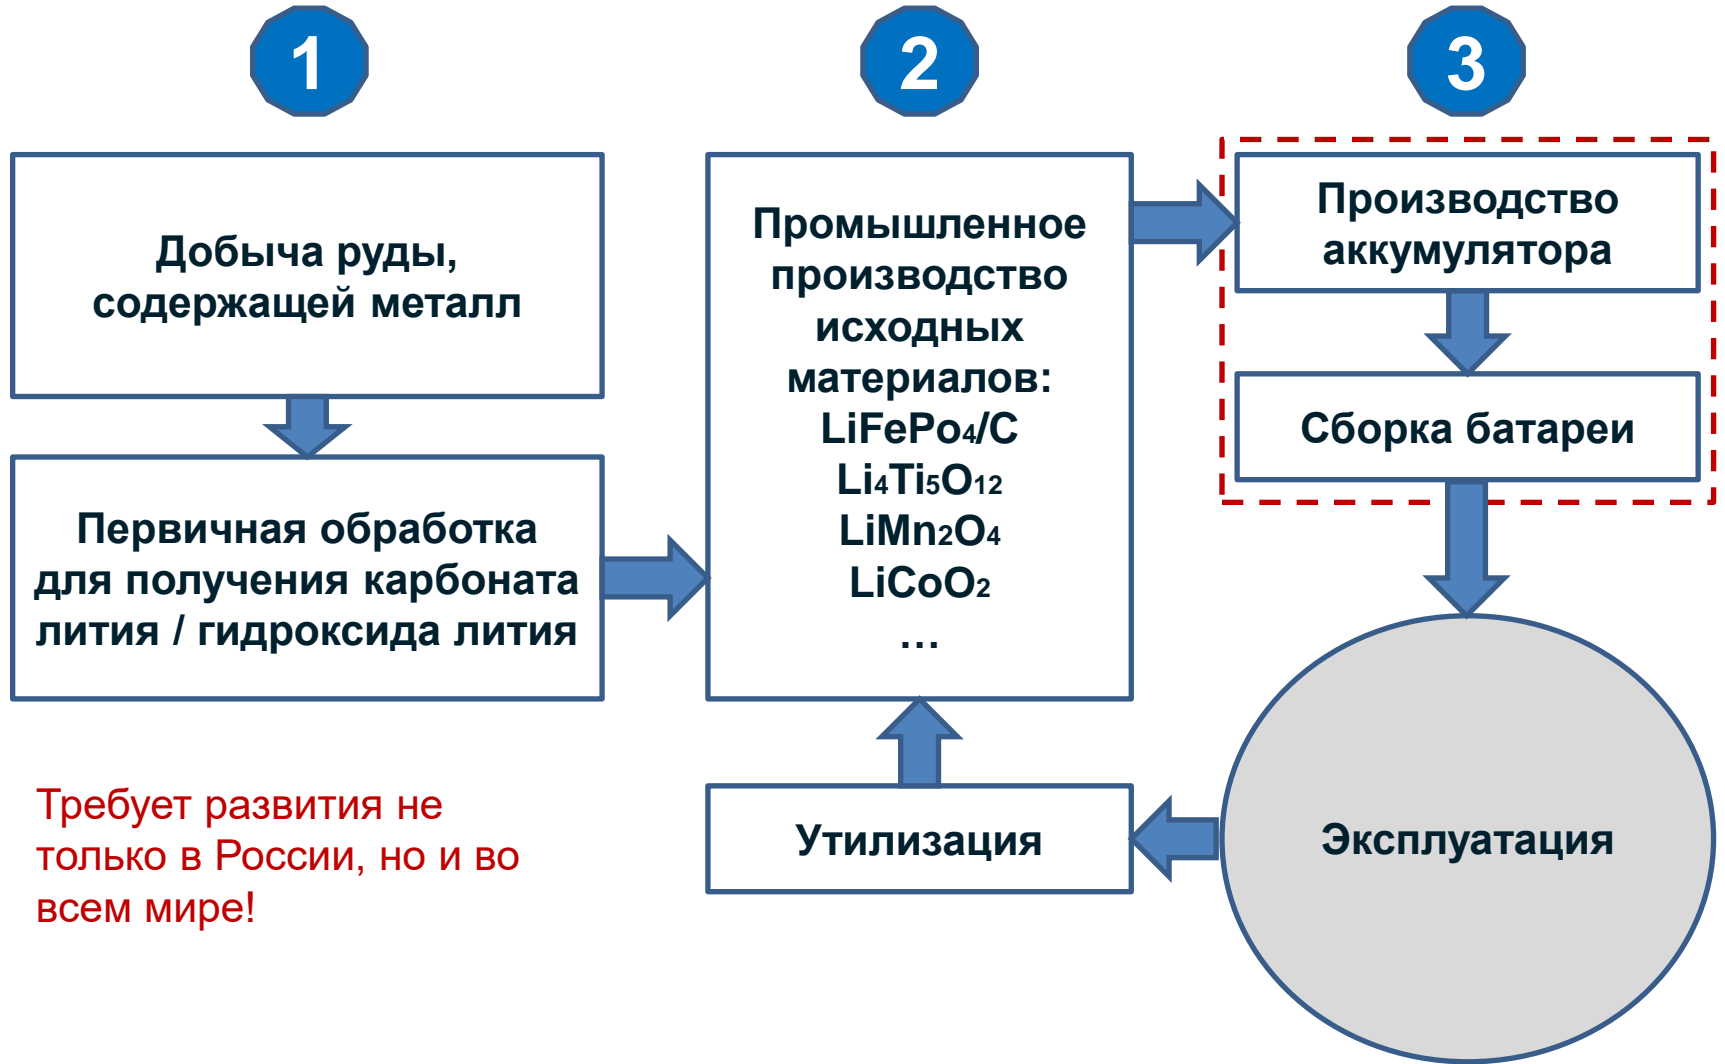 1
2
3
Добыча руды,
содержащей металл
Первичная обработка
для получения карбоната
лития / гидроксида лития
Промышленное
производство
исходных
материалов:
LiFePo₄/C
Li₄Ti₅O₁₂
LiMn₂O₄
LiCoO₂
...
Производство
аккумулятора
Сборка батареи
Эксплуатация
Утилизация
Требует развития не
только в России, но и во
всем мире!